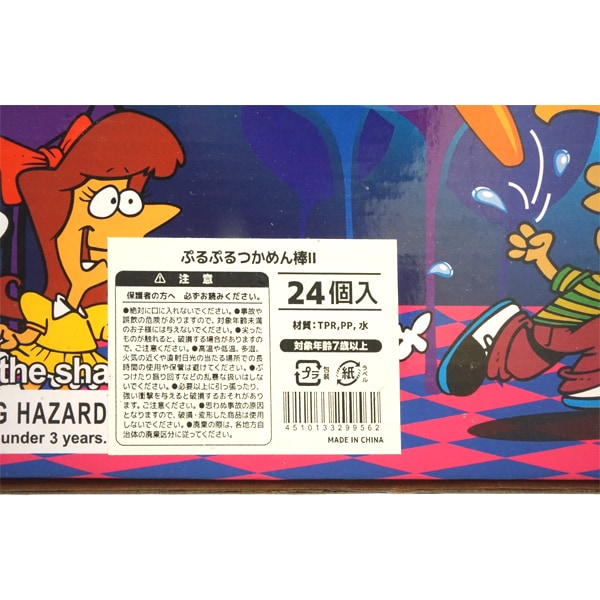 ぷるぷるつかめん棒II
⚠ 注意
保護者の方へ 必ずお読みください。
●絶対に口に入れないでください。●事故や
誤飲の危険がありますので、対象年齢未満
のお子様には与えないでください。●尖った
ものが触れると、破損する場合があります
ので、ご注意ください。●高温や低温、多湿、
火気の近くや直射日光の当たる場所での長
時間の使用や保管は避けてください。●ぶ
つけたり振り回すなどの乱暴な扱いはしな
いでください。●必要以上に引っ張ったり、
強い衝撃を与えると破損するおそれがあり
ます。ご注意ください。●思わぬ事故の原因
となりますので、破損・変形した商品は使用
しないでください。●廃棄の際は、各地方自
治体の廃棄区分に従ってください。
24個入
材質:TPR,PP,水
対象年齢7歳以上
プラ 包装 紙 ラベル
4510133299562
MADE IN CHINA
the sha
G HAZARD
under 3 years.